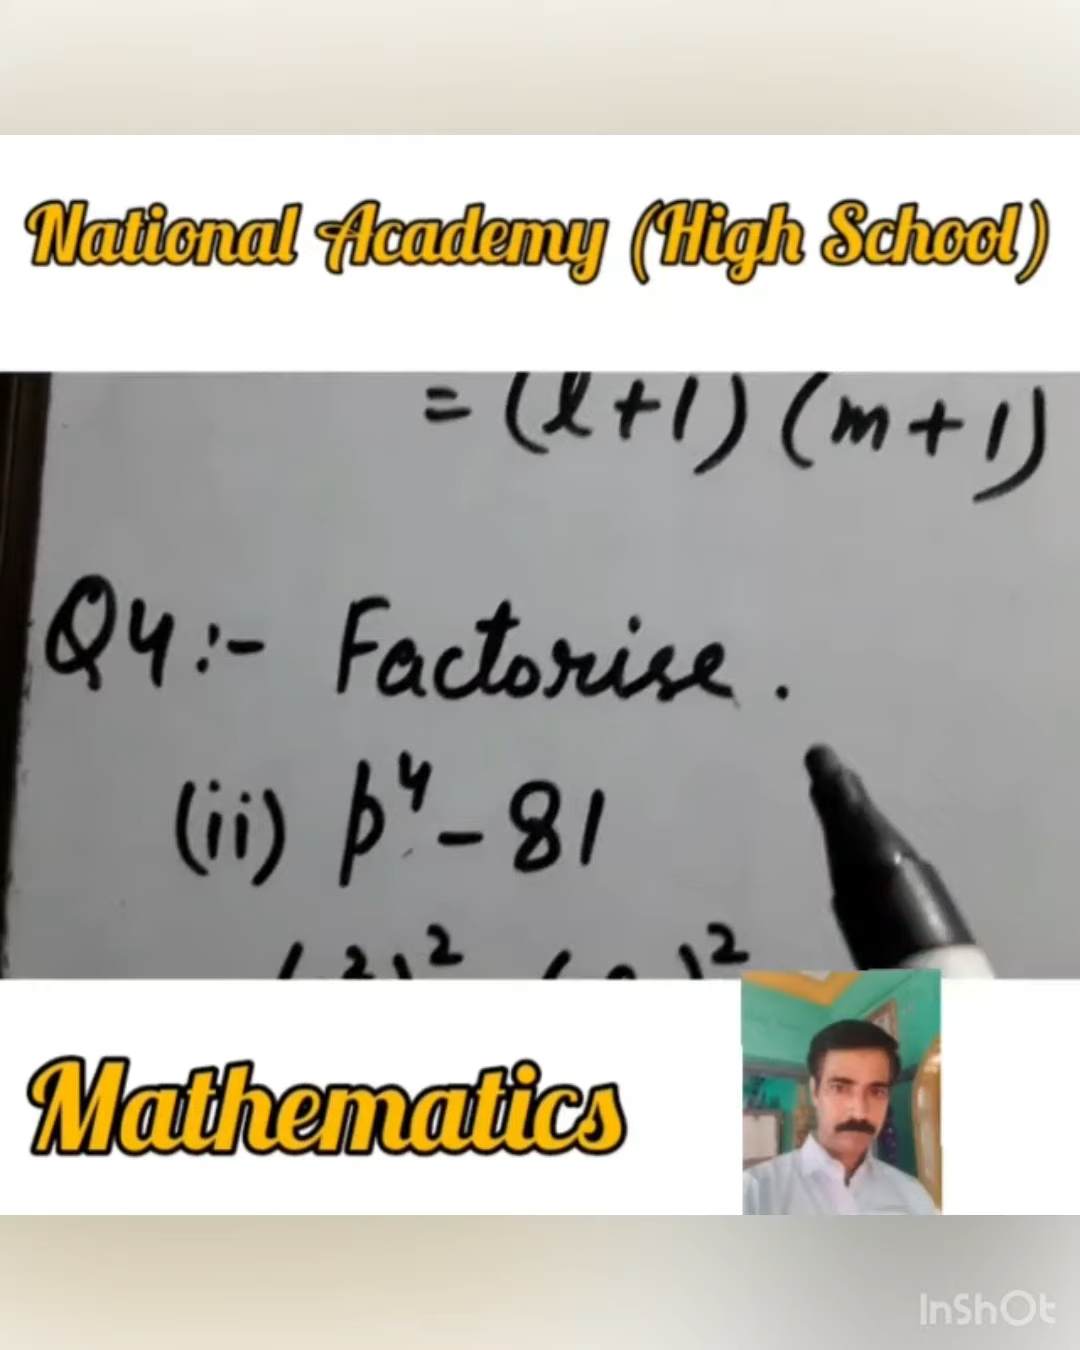 National Academy (High School)
= (l+1) (m+1)
Q4:- Factorise.
(ii) p⁴-81
Mathematics
InShOt